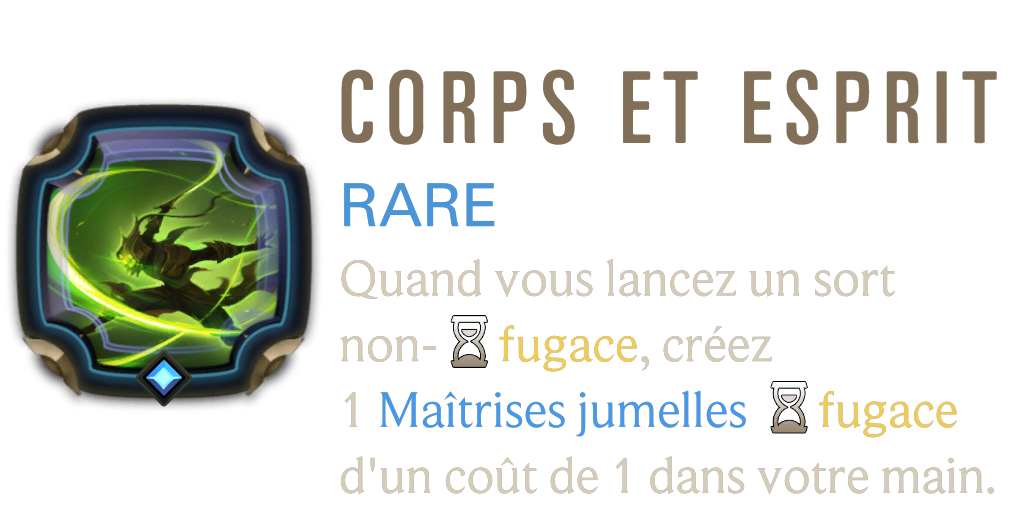 CORPS ET ESPRIT
RARE
Quand vous lancez un sort
non- fugace, créez
1 Maîtrises jumelles fugace
d'un coût de 1 dans votre main.